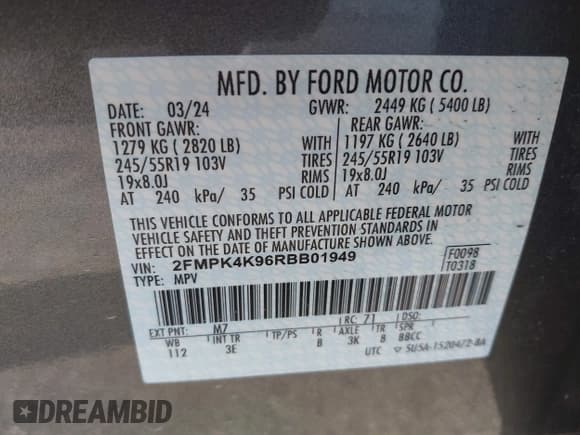 MFD. BY FORD MOTOR CO.
DATE: 03/24 GVWR: 2449 KG ( 5400 LB)
FRONT GAWR: REAR GAWR:
1279 KG ( 2820 LB) WITH 1197 KG ( 2640 LB) WITH
245/55R19 103V TIRES 245/55R19 103V TIRES
19x8.0J RIMS 19x8.0J RIMS
AT 240 kPa/ 35 PSI COLD AT 240 kPa/ 35 PSI COLD
THIS VEHICLE CONFORMS TO ALL APPLICABLE FEDERAL MOTOR
VEHICLE SAFETY AND THEFT PREVENTION STANDARDS IN
EFFECT ON THE DATE OF MANUFACTURE SHOWN ABOVE.
VIN: 2FMPK4K96RBB01949 F0098
TYPE: MPV T0318
EXT PNT: M7 RC: 71 DSO:
WB INT TR TP/PS R AXLE TR SPR
112 3E B 3K 8 BBCC
UTC 5U5A-1520472-BA
DREAMBID